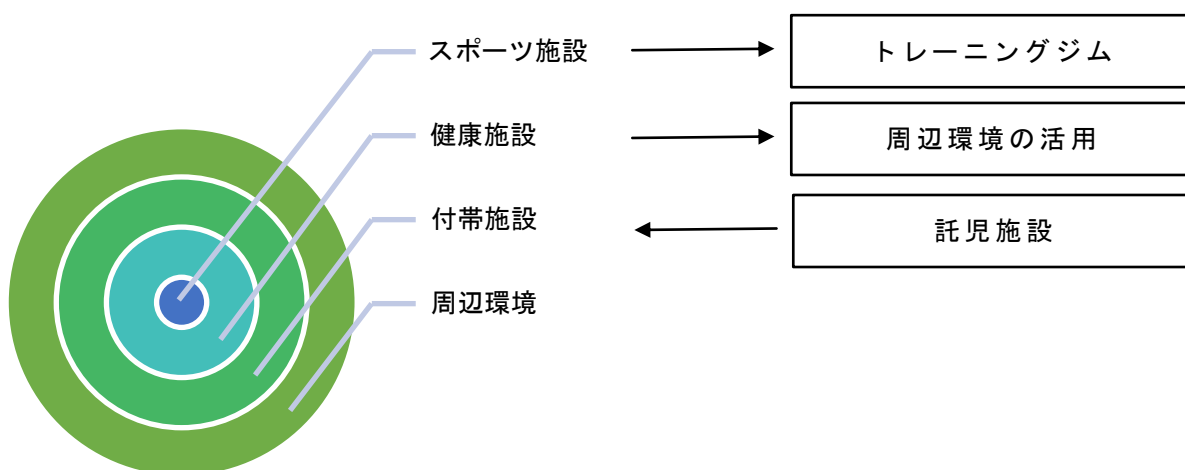 スポーツ施設
トレーニングジム
健康施設
周辺環境の活用
付帯施設
託児施設
周辺環境